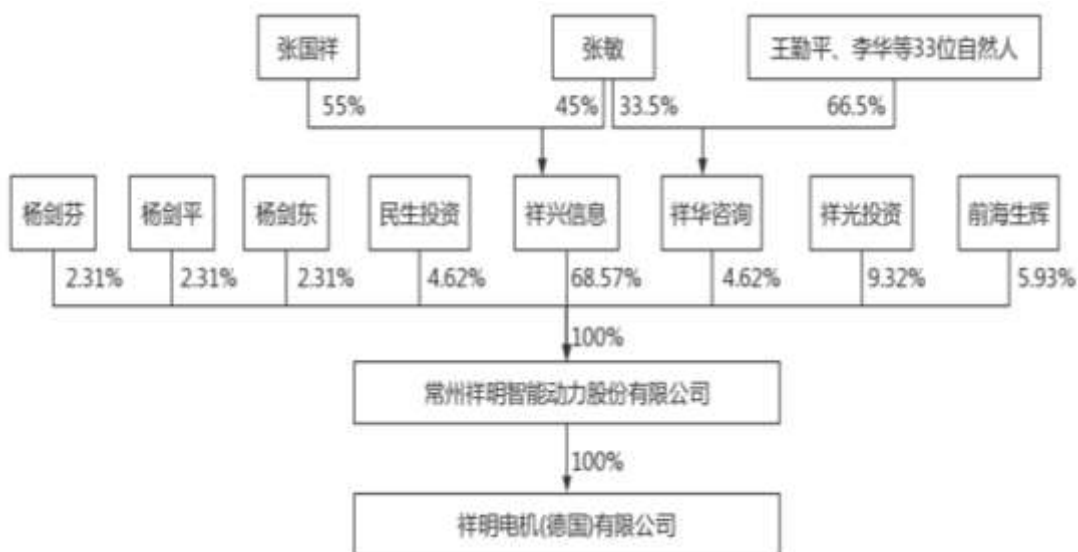 张国祥
张敏
王勤平、李华等33位自然人
55%
45%
33.5%
66.5%
杨剑芬
杨剑平
杨剑东
民生投资
祥兴信息
祥华咨询
祥光投资
前海生辉
2.31%
2.31%
2.31%
4.62%
68.57%
4.62%
9.32%
5.93%
100%
常州祥明智能动力股份有限公司
100%
祥明电机(德国)有限公司